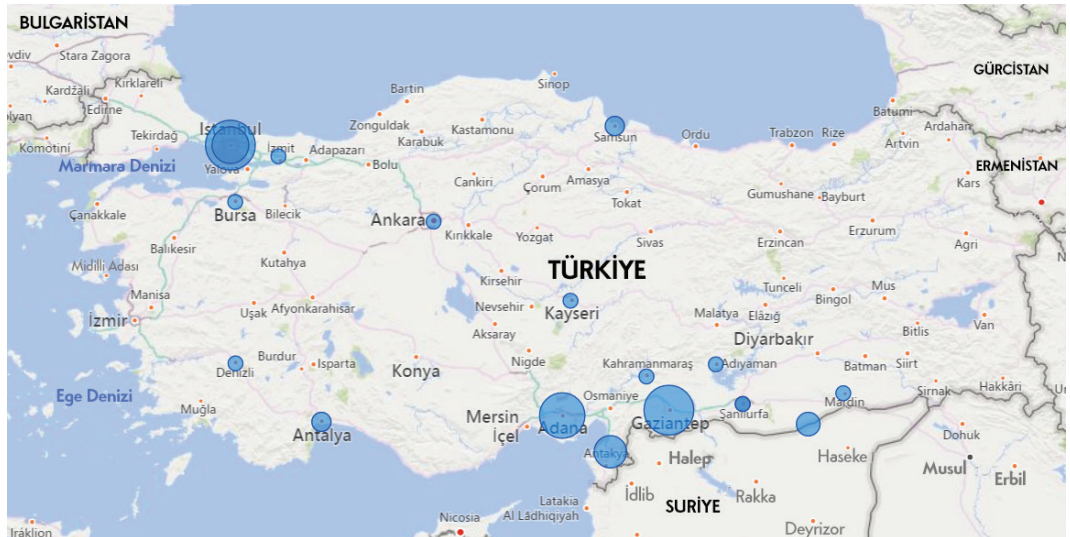 BULGARİSTAN
Stara Zagora
Kardžali
Kırklareli
Edirne
Komotini
Tekirdağ
İstanbul
İzmit
Adapazarı
Yalova
Marmara Denizi
Bartin
Zonguldak
Karabuk
Kastamonu
Bolu
Sinop
Samsun
Ordu
Trabzon
Rize
Batumi
GÜRCİSTAN
Artvin
Ardahan
ERMENİSTAN
Kars
Cankiri
Çorum
Amasya
Tokat
Gumushane
Bayburt
Çanakkale
Bursa
Bilecik
Ankara
Kırıkkale
Yozgat
Sivas
Erzincan
Erzurum
Agri
Balıkesir
Midilli Adası
Kutahya
Kirsehir
TÜRKİYE
Tunceli
Bingol
Mus
Manisa
İzmir
Uşak
Afyonkarahisar
Nevsehir
Kayseri
Aksaray
Malatya
Elâzığ
Diyarbakır
Bitlis
Van
Denizli
Burdur
Isparta
Konya
Nigde
Kahramanmaraş
Adıyaman
Batman
Siirt
Sirnak
Hakkâri
Ege Denizi
Muğla
Antalya
Mersin
İçel
Adana
Osmaniye
Gaziantep
Şanlıurfa
Mardin
Antakya
Halep
Haseke
Dohuk
Musul
Erbil
İdlib
Rakka
SURİYE
Latakia
Al Lādhiqīyah
Deyrizor
Nicosia
Iráklion